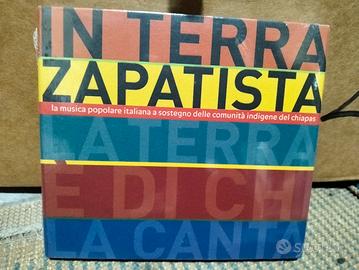 IN TERRA
ZAPATISTA
la musica popolare italiana a sostegno delle comunità indigene del chiapas
LA TERRA
È DI CHI
LA CANTA
subito